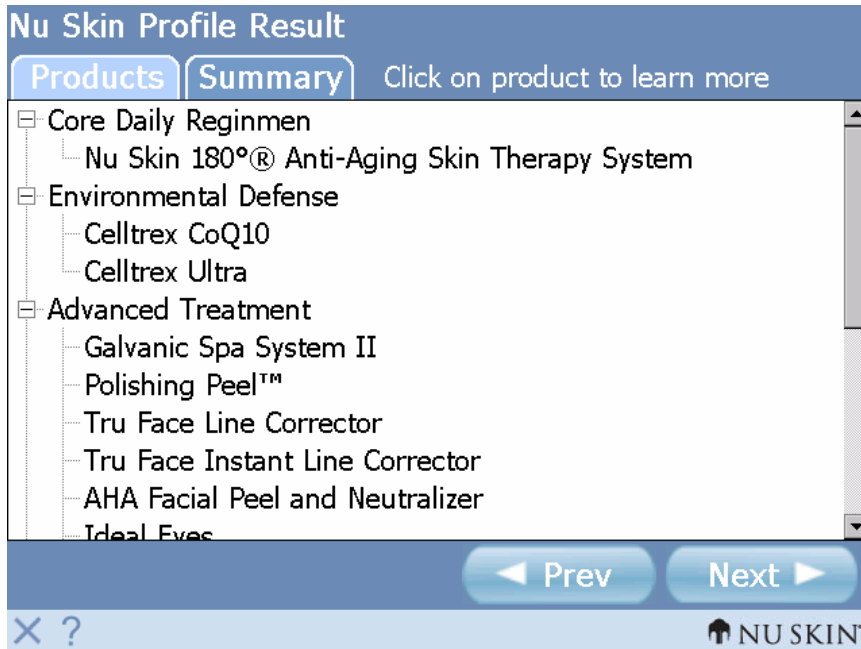 Nu Skin Profile Result
Products Summary Click on product to learn more
Core Daily Reginmen
Nu Skin 180°® Anti-Aging Skin Therapy System
Environmental Defense
Celltrex CoQ10
Celltrex Ultra
Advanced Treatment
Galvanic Spa System II
Polishing Peel™
Tru Face Line Corrector
Tru Face Instant Line Corrector
AHA Facial Peel and Neutralizer
Ideal Eyes
Prev Next
? NU SKIN